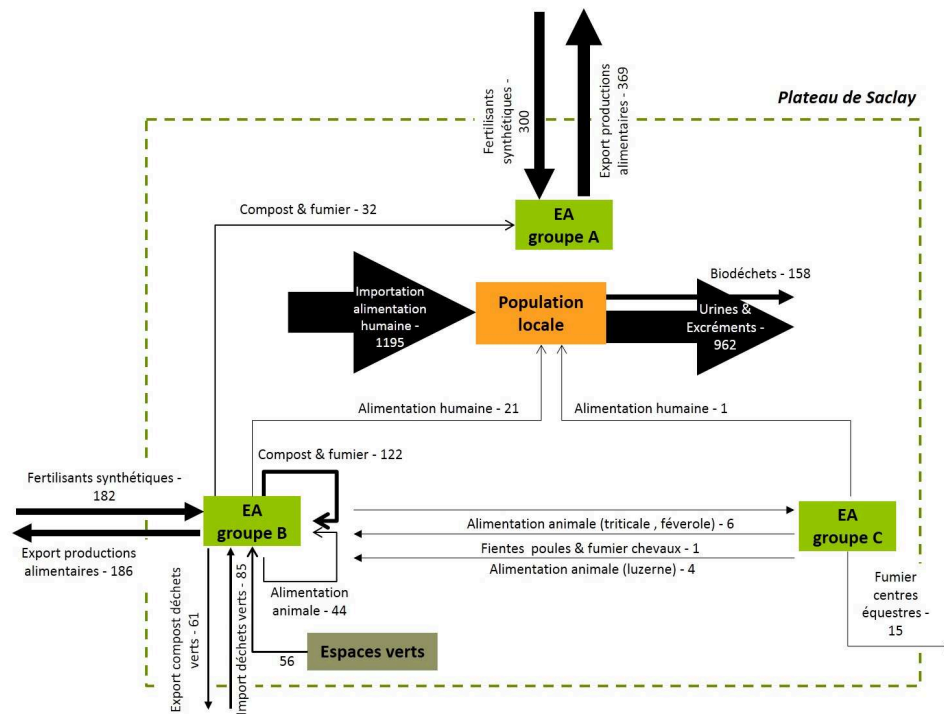 Plateau de Saclay
Fertilisants
synthétiques -
300
Export productions
alimentaires - 369
EA
groupe A
Compost & fumier - 32
Importation
alimentation
humaine -
1195
Population
locale
Biodéchets - 158
Urines &
Excréments -
962
Alimentation humaine - 21
Alimentation humaine - 1
Compost & fumier - 122
Fertilisants synthétiques -
182
EA
groupe B
Export productions
alimentaires - 186
Alimentation animale (triticale , féverole) - 6
Fientes poules & fumier chevaux - 1
Alimentation animale (luzerne) - 4
EA
groupe C
Alimentation
animale - 44
Fumier
centres
équestres -
15
Export compost déchets
verts - 61
Import déchets verts - 85
56
Espaces verts